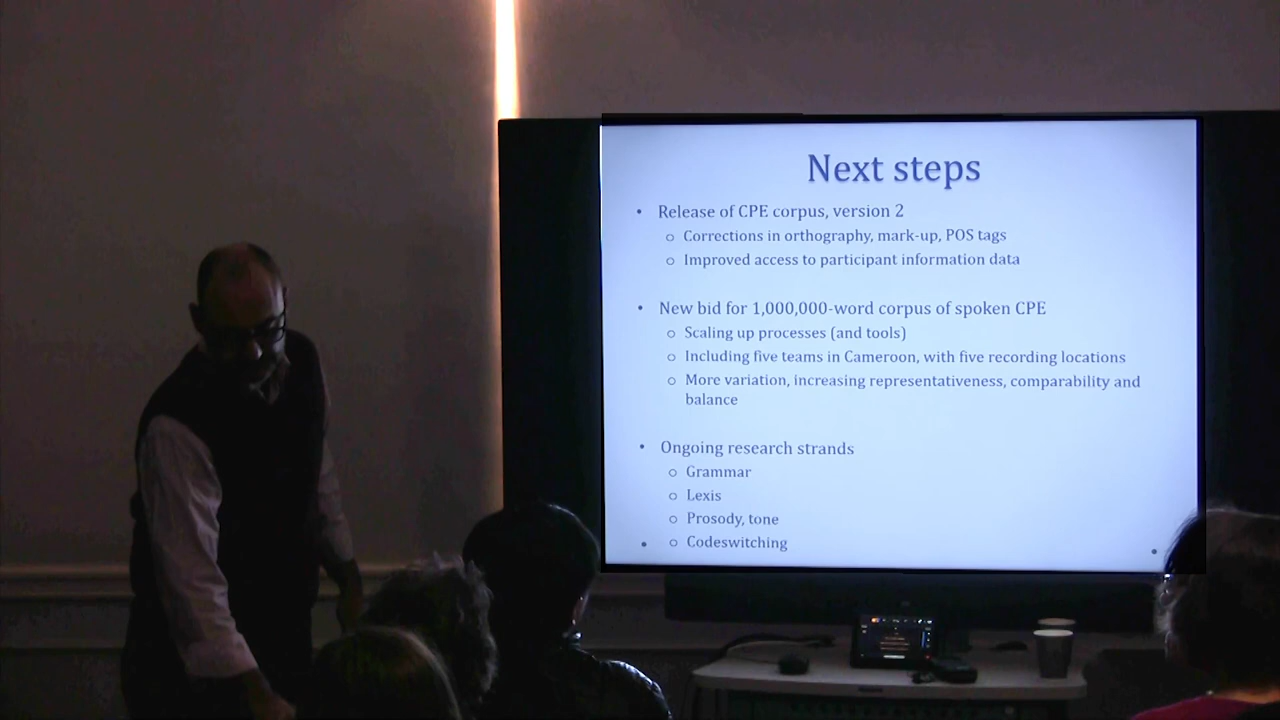 Next steps
• Release of CPE corpus, version 2
o Corrections in orthography, mark-up, POS tags
o Improved access to participant information data
• New bid for 1,000,000-word corpus of spoken CPE
o Scaling up processes (and tools)
o Including five teams in Cameroon, with five recording locations
o More variation, increasing representativeness, comparability and
balance
• Ongoing research strands
o Grammar
o Lexis
o Prosody, tone
o Codeswitching